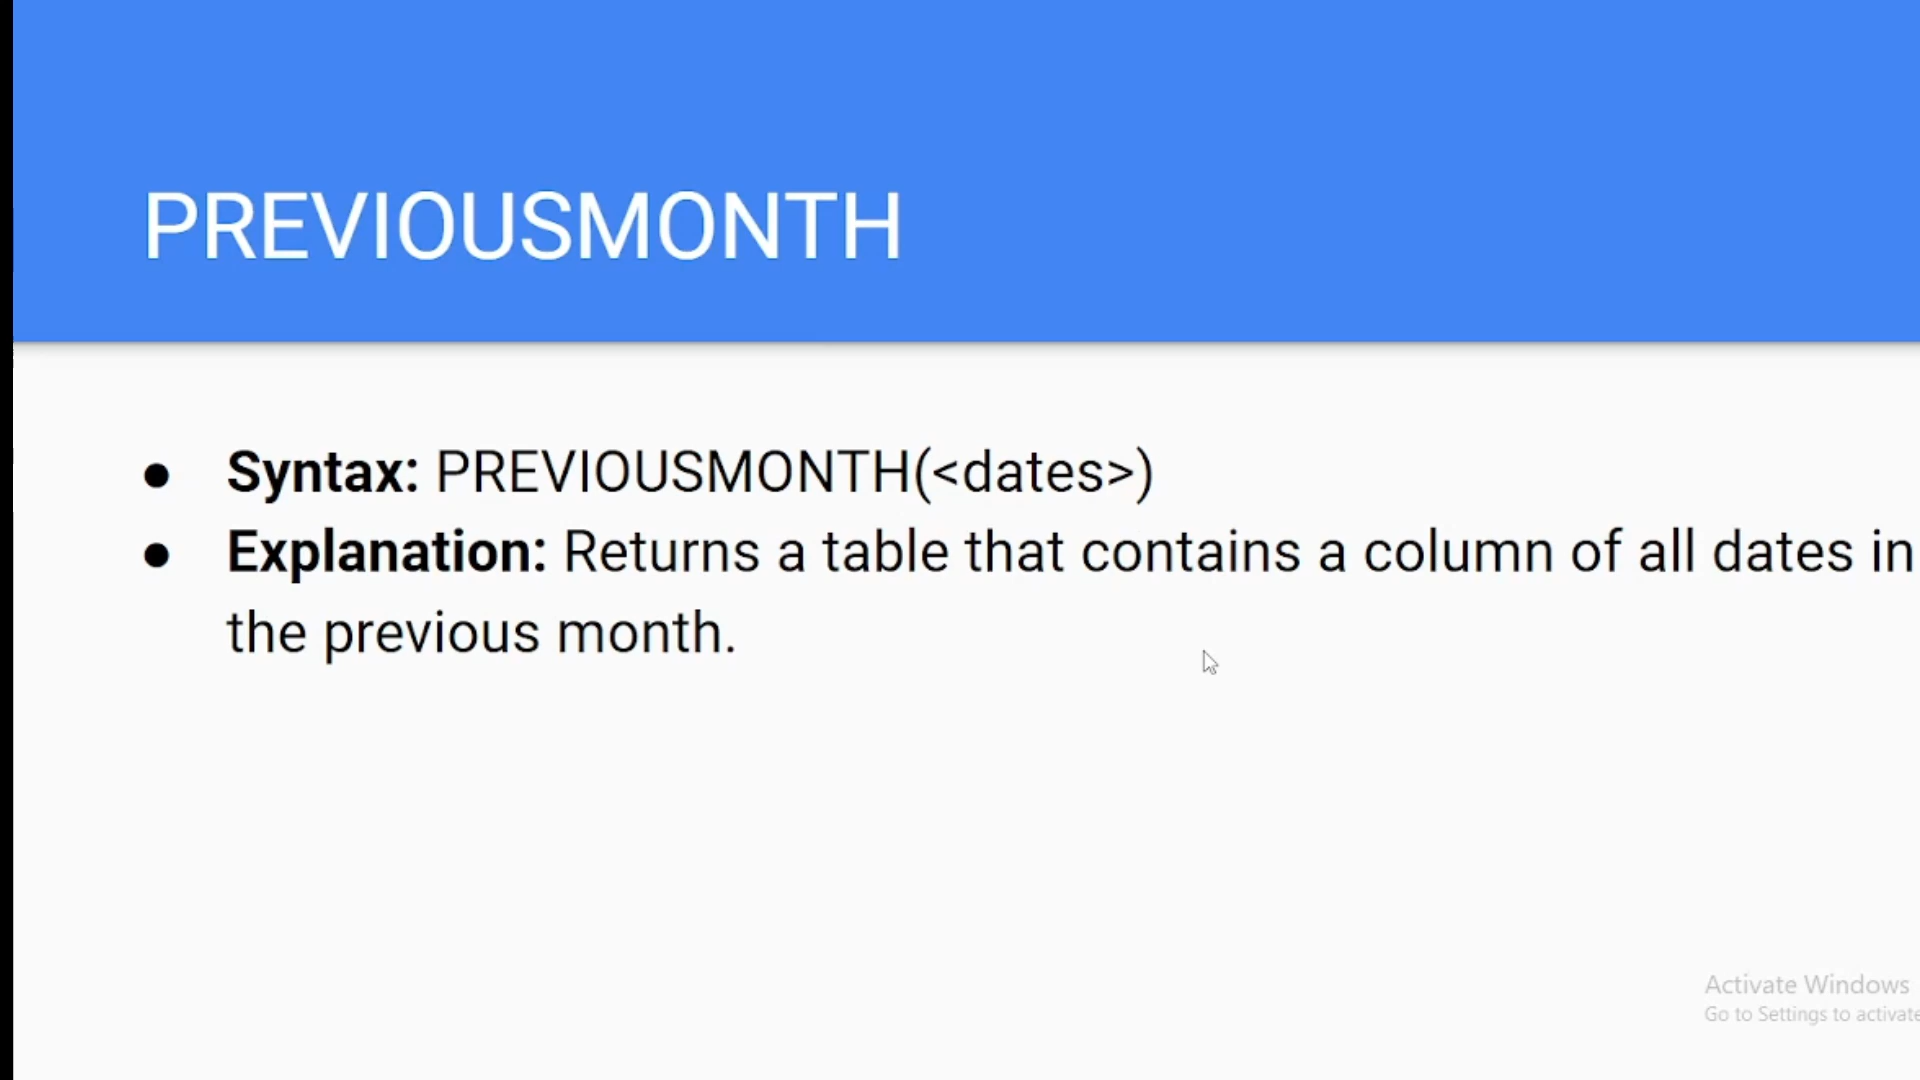 PREVIOUSMONTH
● Syntax: PREVIOUSMONTH(<dates>)
● Explanation: Returns a table that contains a column of all dates in
the previous month.
Activate Windows
Go to Settings to activate